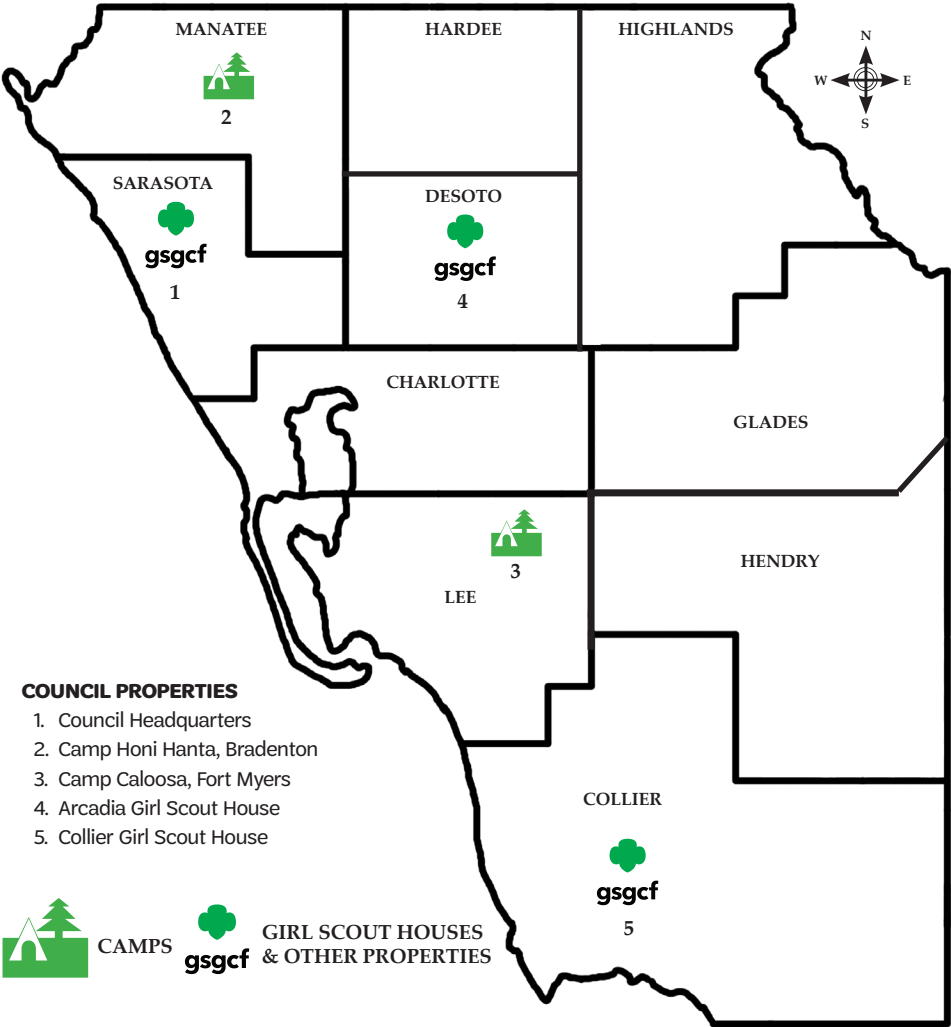 MANATEE
HARDEE
HIGHLANDS
N
W
E
S
2
SARASOTA
gsgcf
1
DESOTO
gsgcf
4
CHARLOTTE
GLADES
3
LEE
HENDRY
COUNCIL PROPERTIES
1. Council Headquarters
2. Camp Honi Hanta, Bradenton
3. Camp Caloosa, Fort Myers
4. Arcadia Girl Scout House
5. Collier Girl Scout House
COLLIER
gsgcf
5
CAMPS
gsgcf
GIRL SCOUT HOUSES
& OTHER PROPERTIES